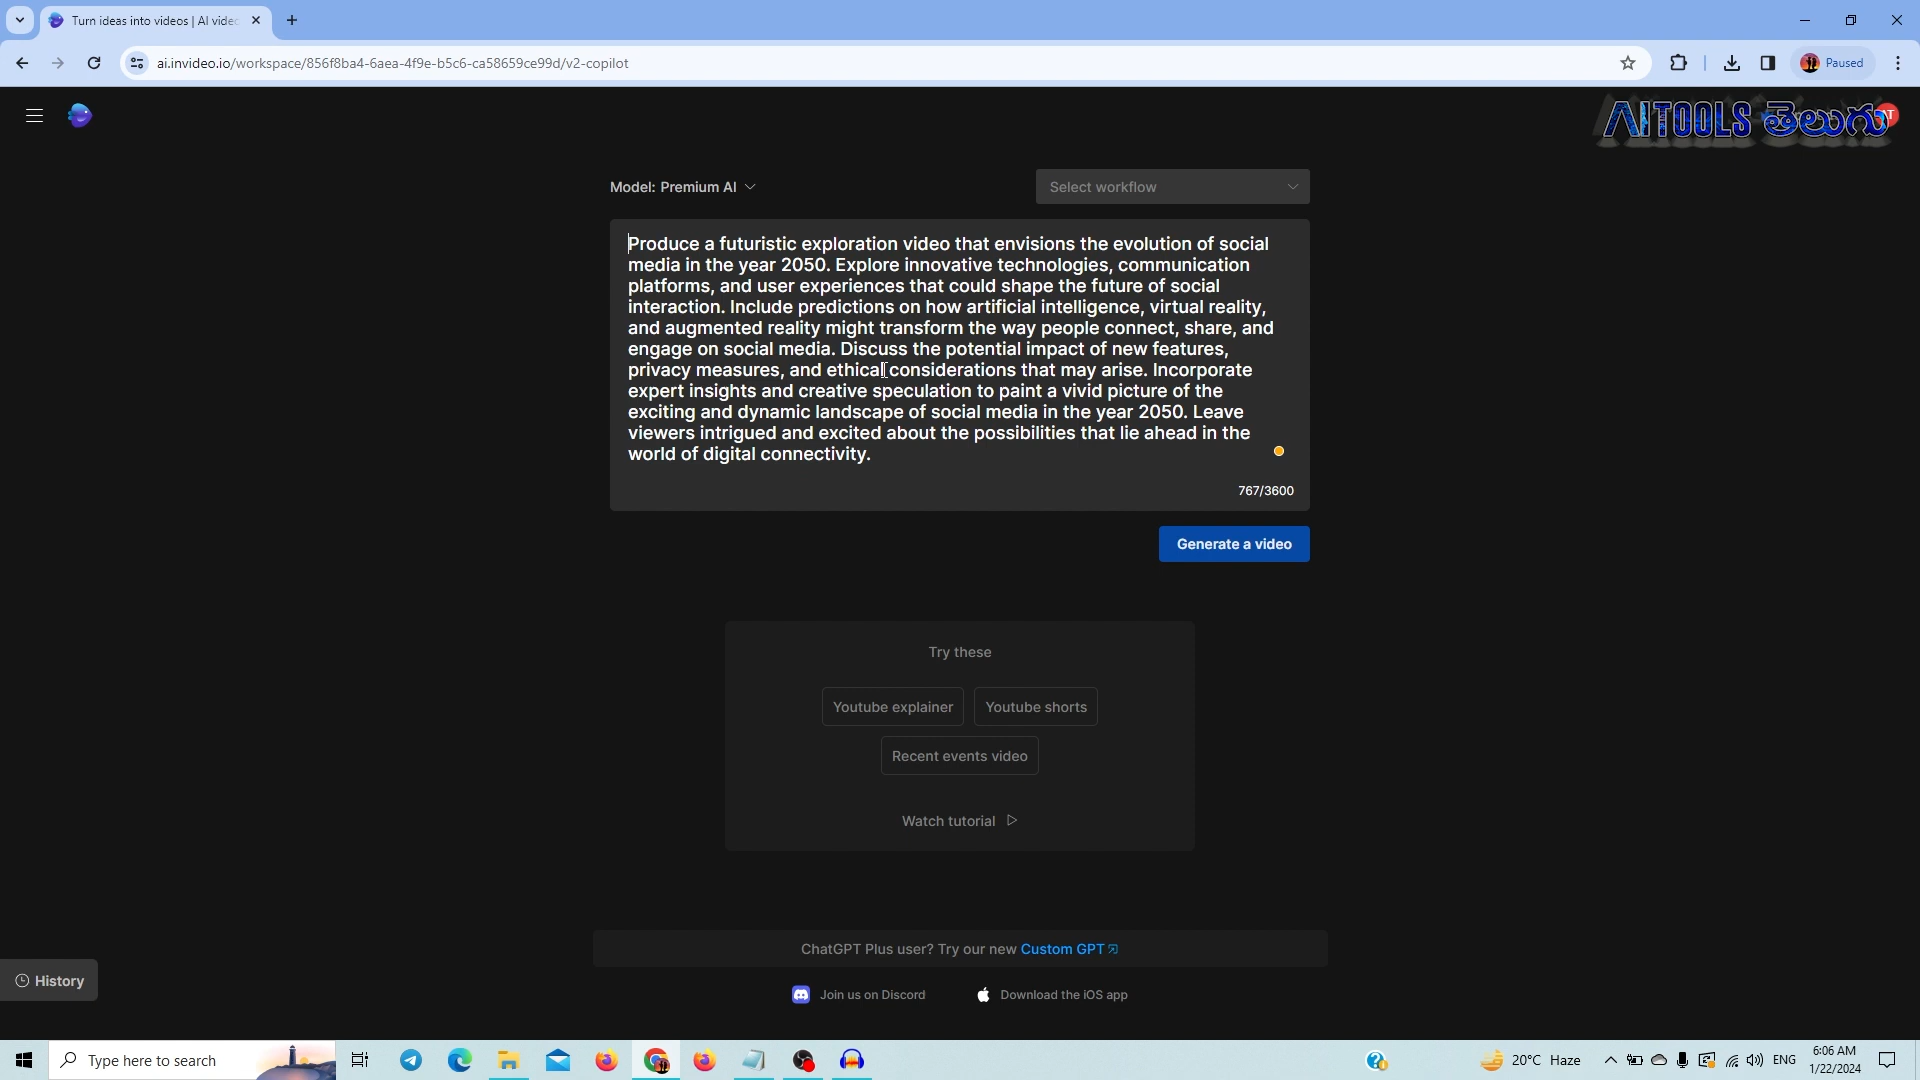 Turn ideas into videos | AI videc
ai.invideo.io/workspace/856f8ba4-6aea-4f9e-b5c6-ca58659ce99d/v2-copilot
Paused
AITOOLS తెలుగు
Model: Premium AI
Select workflow
Produce a futuristic exploration video that envisions the evolution of social
media in the year 2050. Explore innovative technologies, communication
platforms, and user experiences that could shape the future of social
interaction. Include predictions on how artificial intelligence, virtual reality,
and augmented reality might transform the way people connect, share, and
engage on social media. Discuss the potential impact of new features,
privacy measures, and ethical considerations that may arise. Incorporate
expert insights and creative speculation to paint a vivid picture of the
exciting and dynamic landscape of social media in the year 2050. Leave
viewers intrigued and excited about the possibilities that lie ahead in the
world of digital connectivity.
767/3600
Generate a video
Try these
Youtube explainer
Youtube shorts
Recent events video
Watch tutorial
ChatGPT Plus user? Try our new Custom GPT
History
Join us on Discord
Download the iOS app
Type here to search
20°C Haze
ENG
6:06 AM
1/22/2024